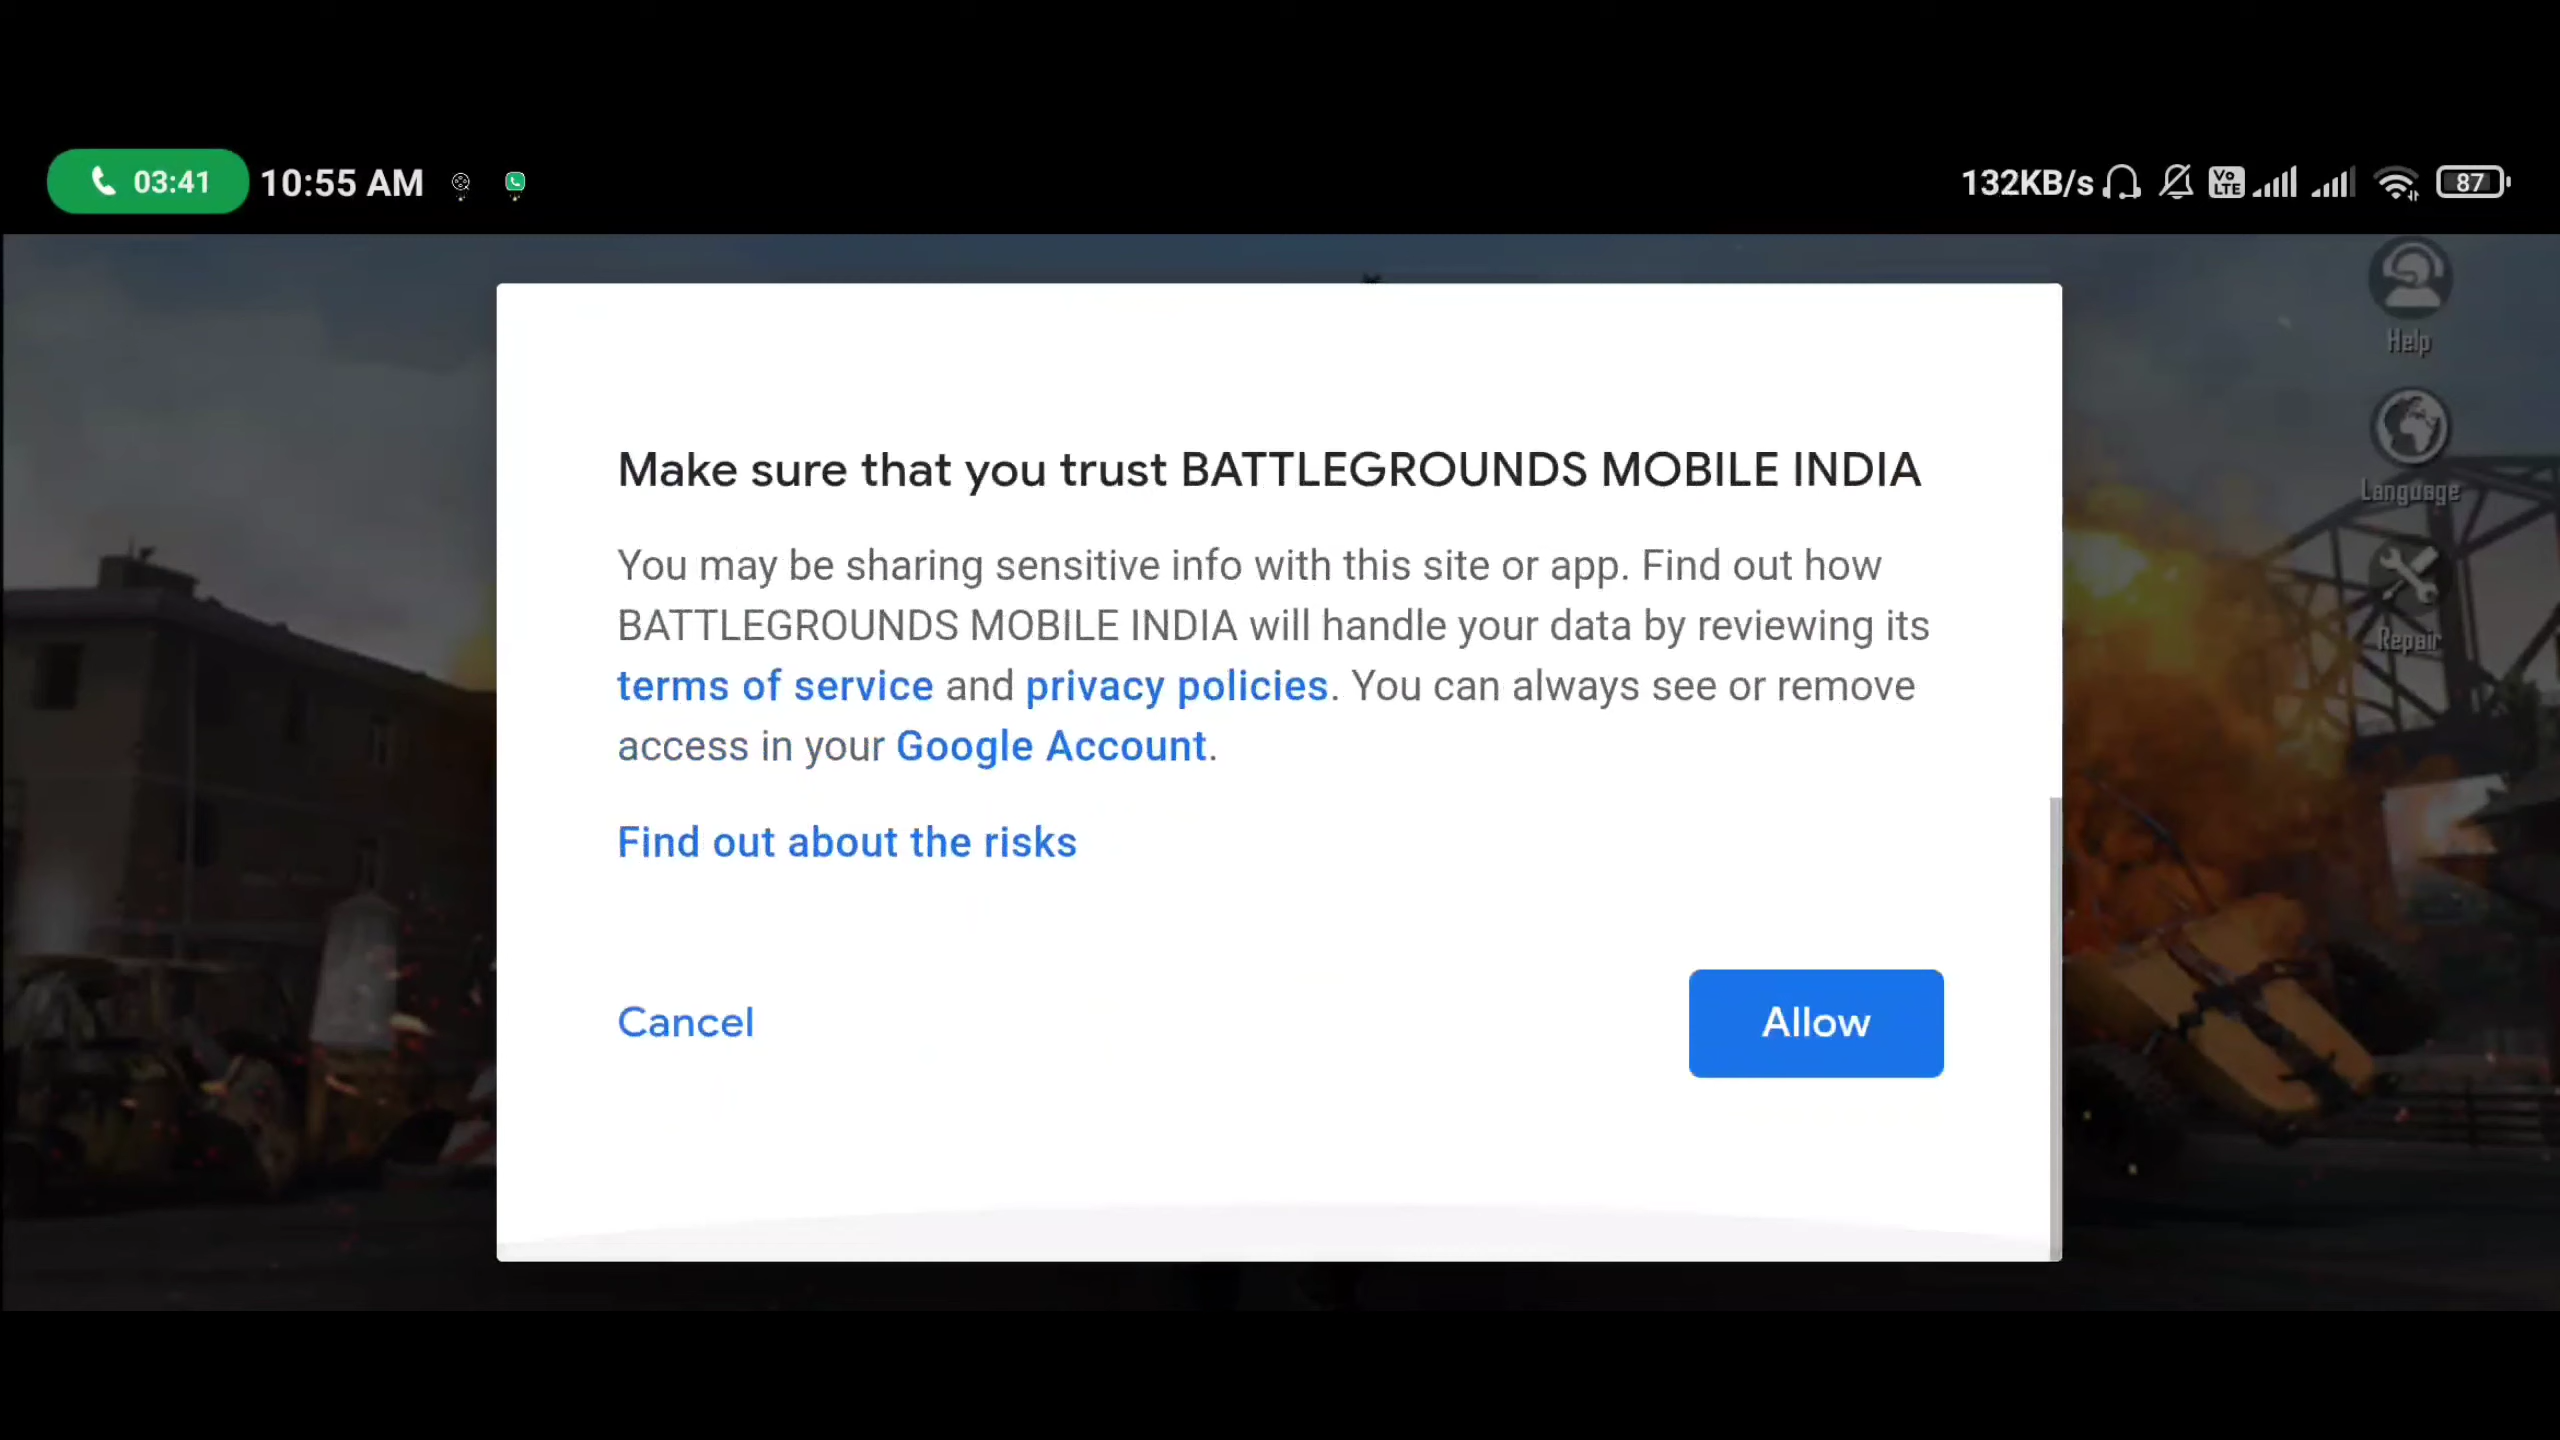 03:41 10:55 AM 132KB/s Vo LTE 87
Help
Language
Repair
Make sure that you trust BATTLEGROUNDS MOBILE INDIA
You may be sharing sensitive info with this site or app. Find out how
BATTLEGROUNDS MOBILE INDIA will handle your data by reviewing its
terms of service and privacy policies. You can always see or remove
access in your Google Account.
Find out about the risks
Cancel Allow